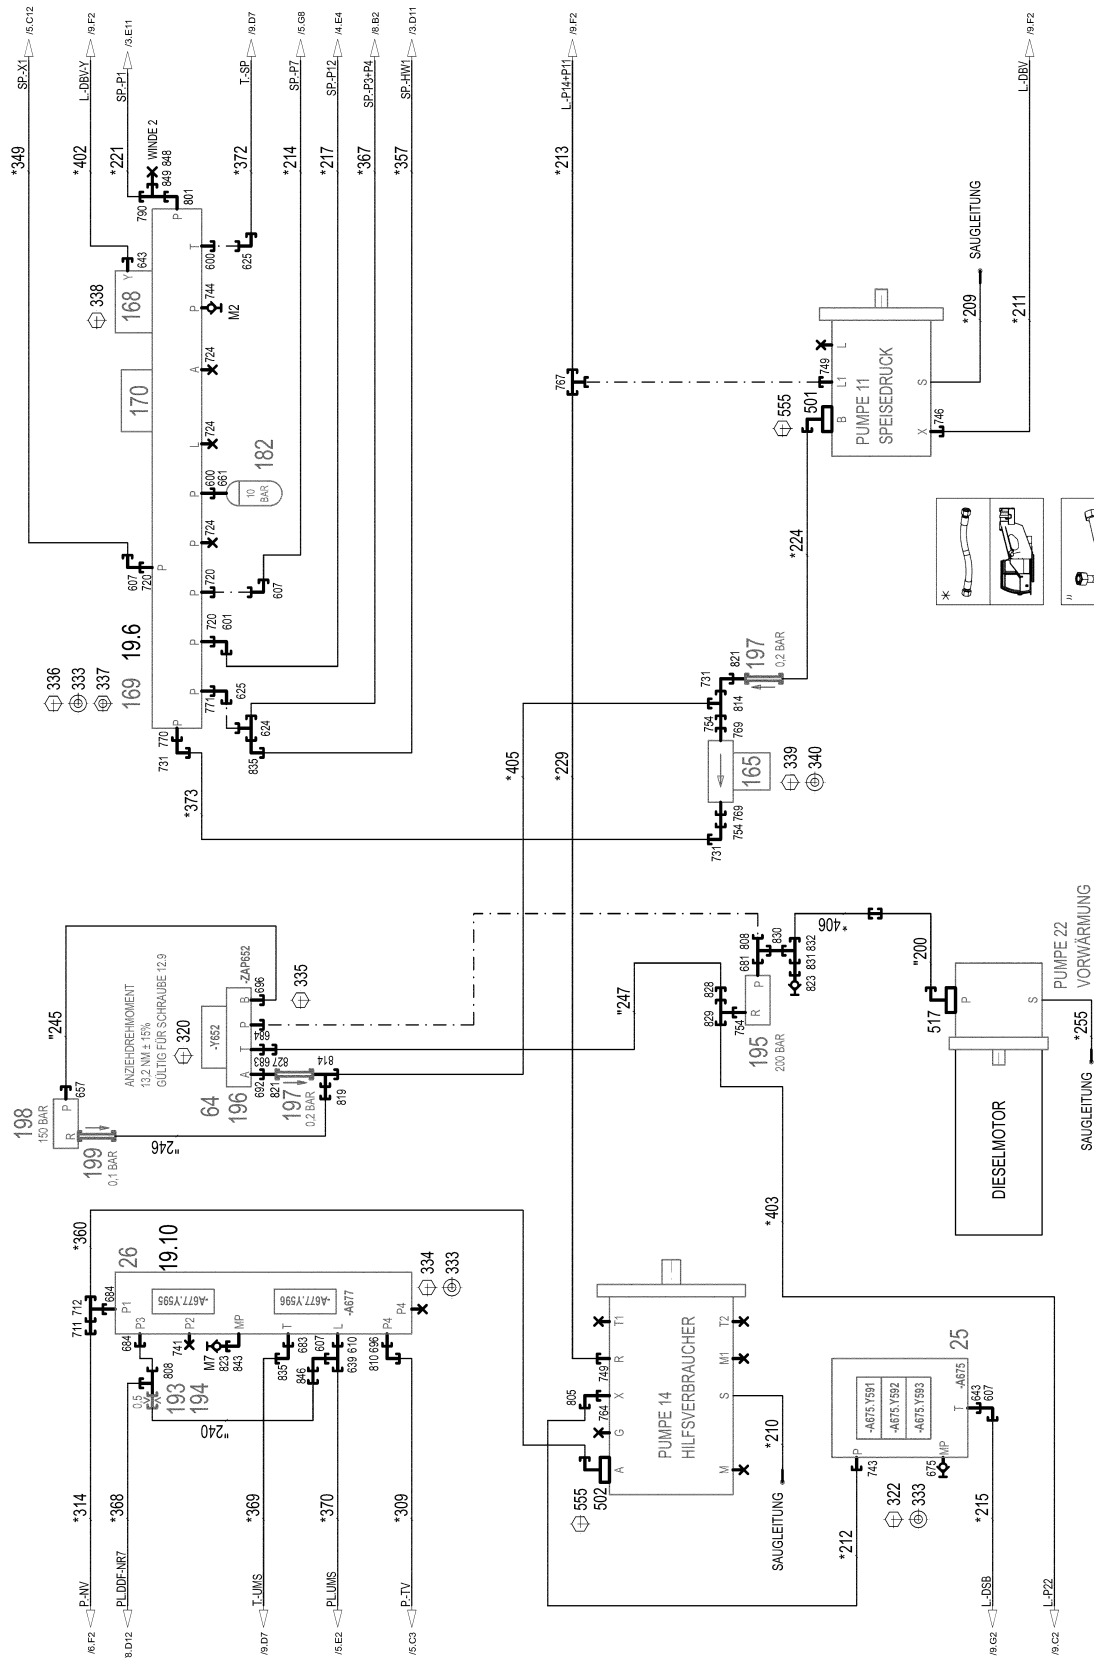 /5.C12
/9.F2
/3.E11
/9.D7
/5.G8
/4.E4
/8.B2
/3.D11
/9.F2
/9.F2
SP.-X1
L.-DBV-Y
SP.-P1
T.-SP
SP.-P7
SP.-P12
SP.-P3+P4
SP.-HW1
L.-P14+P11
L.-DBV
*349
*402
*221
*372
*214
*217
*367
*357
*213
*211
WINDE 2
790
849 848
801
P
643
Y
168
338
T
600
625
P
744
M2
170
A
724
L
724
P
600
661
10
BAR
182
P
724
607
720
P
P
720
607
P
720
601
19.6
169
336
333
337
P
771
625
624
835
P
770
731
*373
767
SAUGLEITUNG
*209
749
L
L1
B
S
X
746
PUMPE 11
SPEISEDRUCK
555
501
*224
*405
*229
731
821
197
0,2 BAR
814
754
769
165
339
340
754 769
731
"245
ANZIEHDREHMOMENT
13,2 NM ± 15%
GÜLTIG FÜR SCHRAUBE 12.9
320
-Y652
-ZAP652
696
335
B
P
T
A
684
683
827
692
821
814
64
196
197
0,2 BAR
819
198
150 BAR
657
P
R
199
0,1 BAR
"246
"247
808
830
681
832
831
823
828
829
754
R
P
195
200 BAR
*406
"200
517
P
S
PUMPE 22
VORWÄRMUNG
*255
SAUGLEITUNG
DIESELMOTOR
*403
*360
26
19.10
712
711
684
P1
-A677.Y595
-A677.Y596
-A677
334
333
P4
P3
P2
MP
T
L
P4
684
741
M7
823
843
683
835
607
846
610
639
696
810
808
0,5
193
194
"240
*314
*368
*369
*370
*309
P.-NV
PLDDF-NR7
T.-UMS
PLUMS
P.-TV
/6.F2
/8.D12
/9.D7
/5.E2
/5.C3
T1
R
X
G
A
T2
M1
S
M
749
805
764
PUMPE 14
HILFSVERBRAUCHER
555
502
*210
SAUGLEITUNG
25
-A675
-A675.Y591
-A675.Y592
-A675.Y593
T
643
607
P
743
MP
675
322
333
*212
*215
L.-DSB
L.-P22
/9.G2
/9.C2
*
"